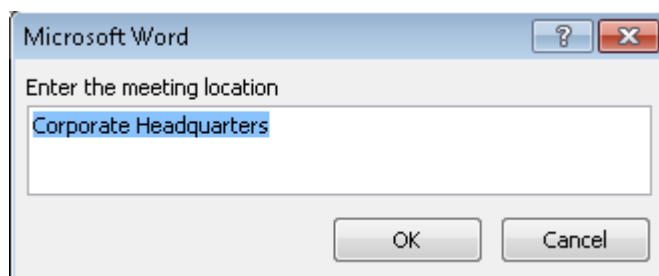 Microsoft Word
Enter the meeting location
Corporate Headquarters
OK Cancel